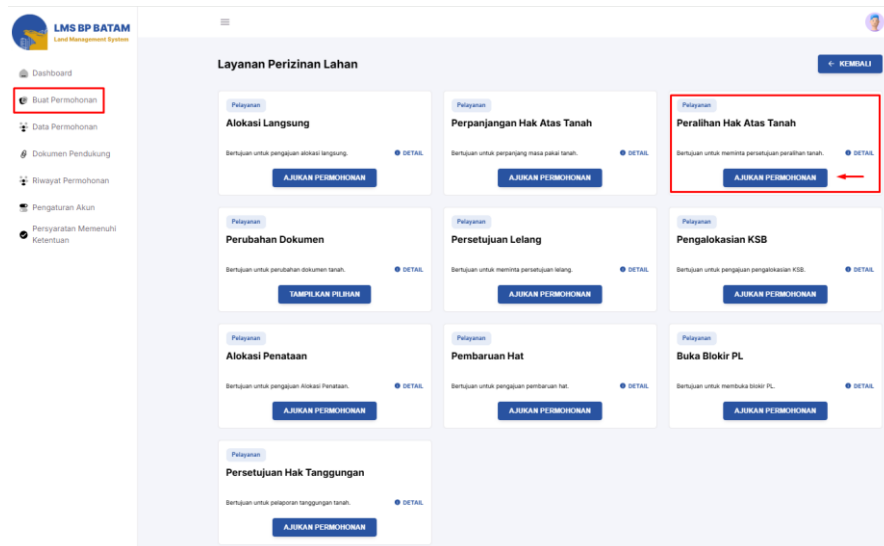 LMS BP BATAM
Land Management System
Dashboard
Buat Permohonan
Data Permohonan
Dokumen Pendukung
Riwayat Permohonan
Pengaturan Akun
Persyaratan Memenuhi
Ketentuan
Layanan Perizinan Lahan
← KEMBALI
Pelayanan
Alokasi Langsung
Bertujuan untuk pengajuan alokasi langsung.
DETAIL
AJUKAN PERMOHONAN
Pelayanan
Perpanjangan Hak Atas Tanah
Bertujuan untuk perpanjang masa pakai tanah.
DETAIL
AJUKAN PERMOHONAN
Pelayanan
Peralihan Hak Atas Tanah
Bertujuan untuk meminta persetujuan peralihan tanah.
DETAIL
AJUKAN PERMOHONAN
Pelayanan
Perubahan Dokumen
Bertujuan untuk perubahan dokumen tanah.
DETAIL
TAMPILKAN PILIHAN
Pelayanan
Persetujuan Lelang
Bertujuan untuk meminta persetujuan lelang.
DETAIL
AJUKAN PERMOHONAN
Pelayanan
Pengalokasian KSB
Bertujuan untuk pengajuan pengalokasian KSB.
DETAIL
AJUKAN PERMOHONAN
Pelayanan
Alokasi Penataan
Bertujuan untuk pengajuan Alokasi Penataan.
DETAIL
AJUKAN PERMOHONAN
Pelayanan
Pembaruan Hat
Bertujuan untuk pengajuan pembaruan hat.
DETAIL
AJUKAN PERMOHONAN
Pelayanan
Buka Blokir PL
Bertujuan untuk membuka blokir PL.
DETAIL
AJUKAN PERMOHONAN
Pelayanan
Persetujuan Hak Tanggungan
Bertujuan untuk pelaporan tanggungan tanah.
DETAIL
AJUKAN PERMOHONAN